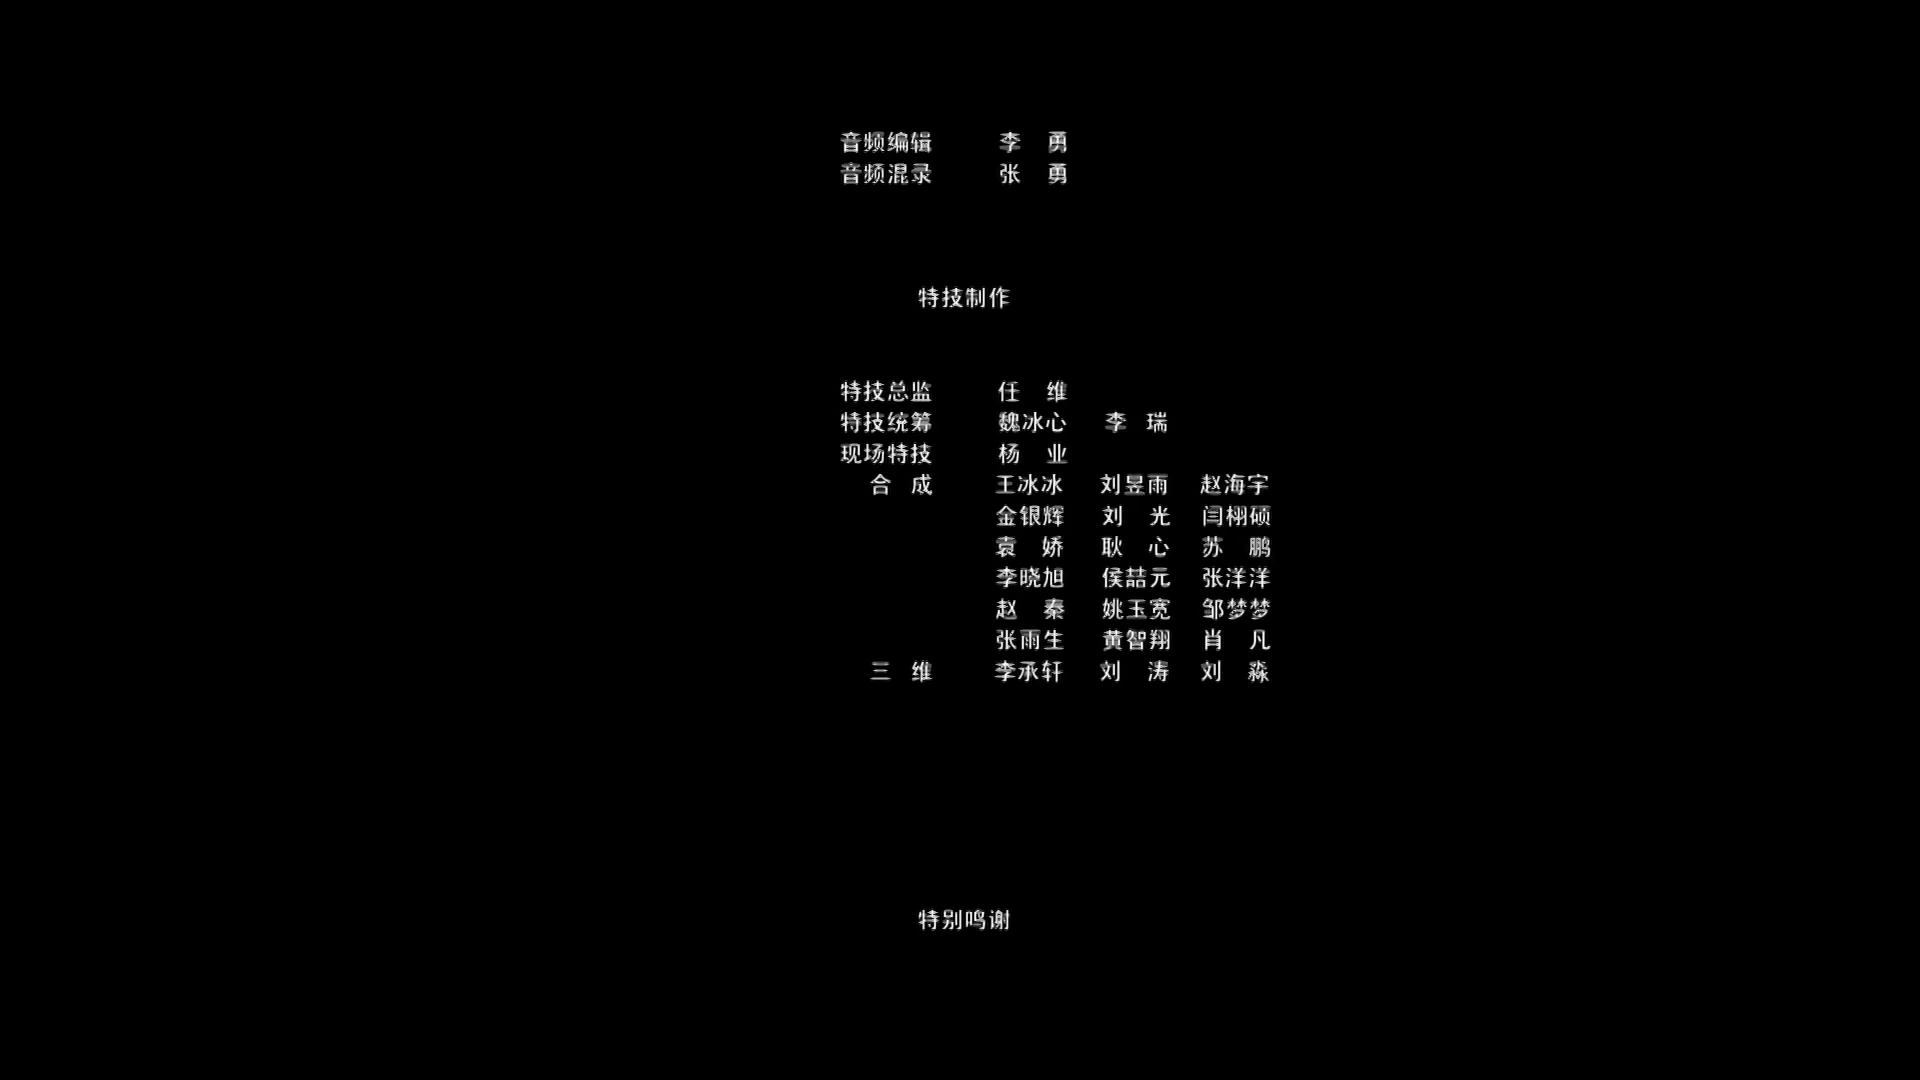 音频编辑 李 勇
音频混录 张 勇
特技制作
特技总监 任 维
特技统筹 魏冰心 李 瑞
现场特技 杨 业
合 成 王冰冰 刘昱雨 赵海宇
金银辉 刘 光 闫栩硕
袁 娇 耿 心 苏 鹏
李晓旭 侯喆元 张洋洋
赵 秦 姚玉宽 邹梦梦
张雨生 黄智翔 肖 凡
三 维 李承轩 刘 涛 刘 淼
特别鸣谢